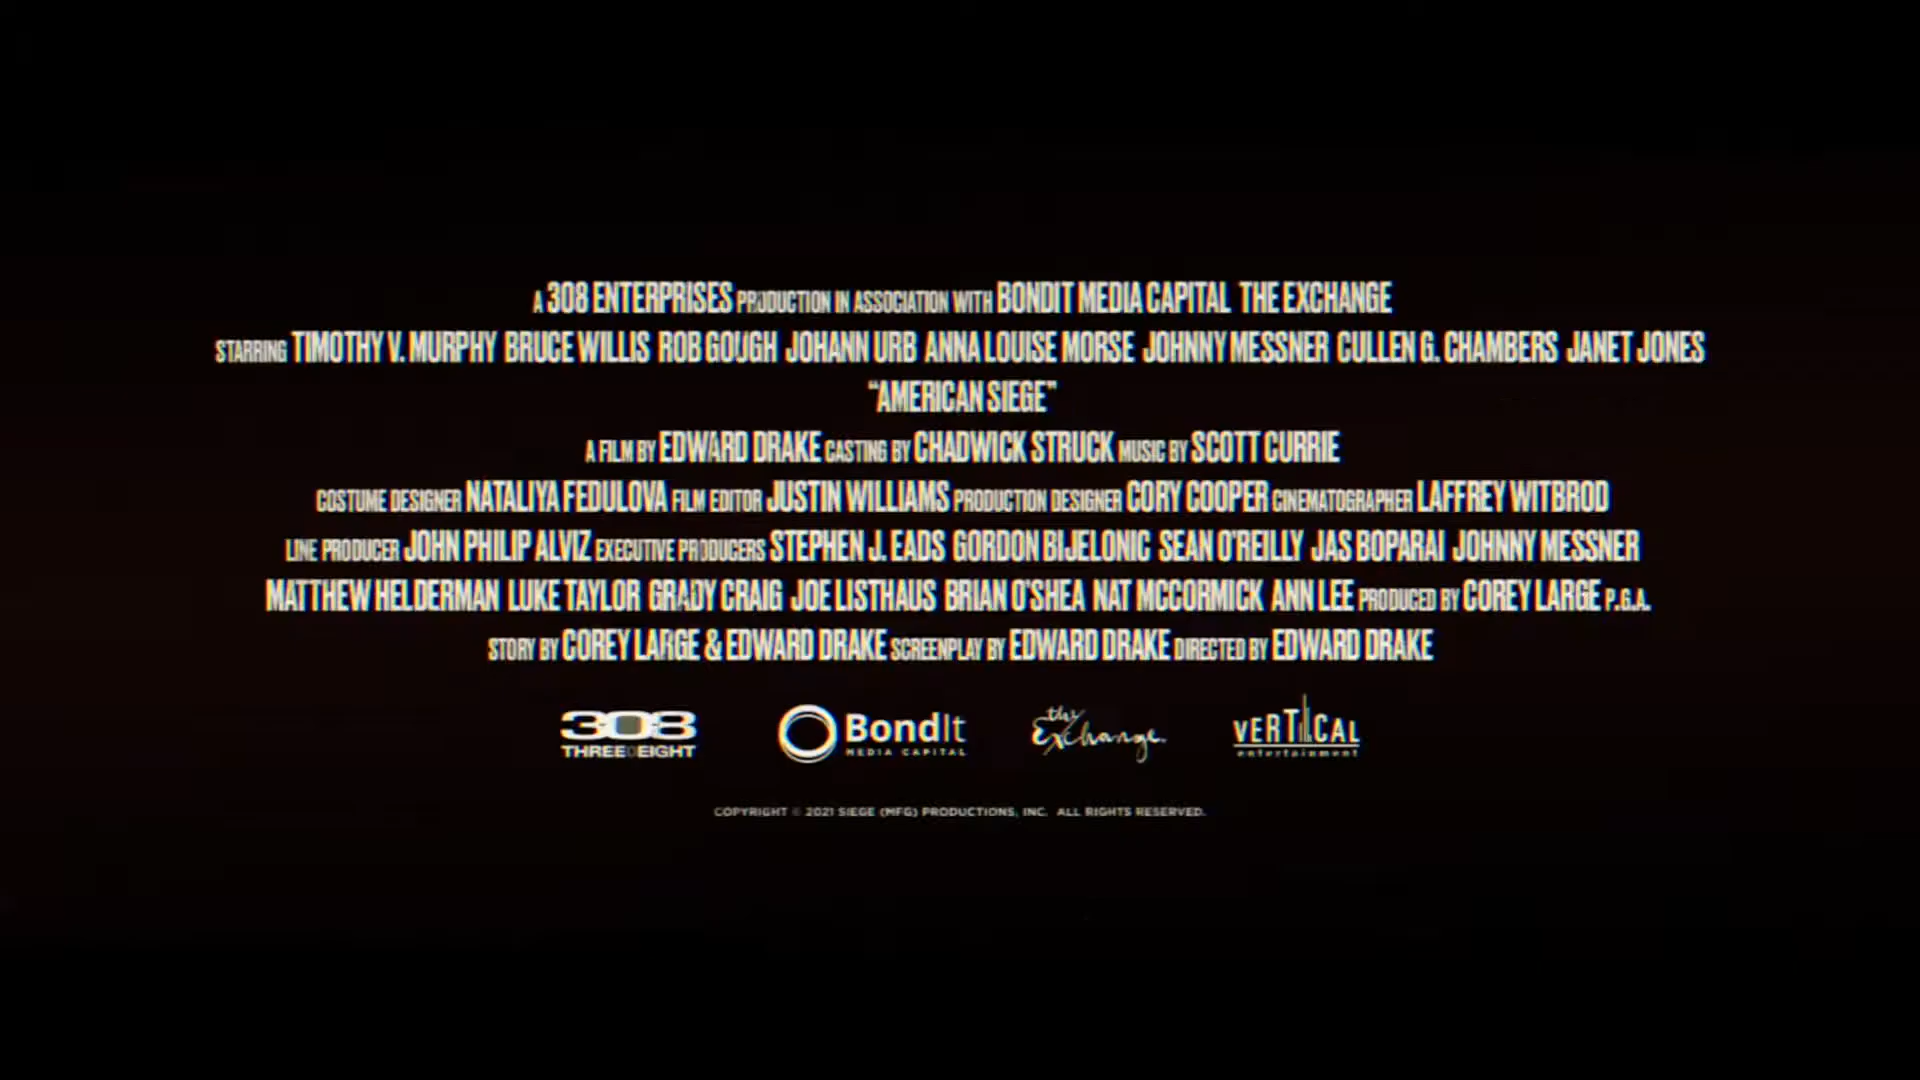 A 308 ENTERPRISES PRODUCTION IN ASSOCIATION WITH BONDIT MEDIA CAPITAL THE EXCHANGE
STARRING TIMOTHY V. MURPHY BRUCE WILLIS ROB GOUGH JOHANN URB ANNA LOUISE MORSE JOHNNY MESSNER CULLEN G. CHAMBERS JANET JONES
“AMERICAN SIEGE”
A FILM BY EDWARD DRAKE CASTING BY CHADWICK STRUCK MUSIC BY SCOTT CURRIE
COSTUME DESIGNER NATALIYA FEDULOVA FILM EDITOR JUSTIN WILLIAMS PRODUCTION DESIGNER CORY COOPER CINEMATOGRAPHER LAFFREY WITBROD
LINE PRODUCER JOHN PHILIP ALVIZ EXECUTIVE PRODUCERS STEPHEN J. EADS GORDON BIJELONIC SEAN O'REILLY JAS BOPARAI JOHNNY MESSNER
MATTHEW HELDERMAN LUKE TAYLOR GRADY CRAIG JOE LISTHAUS BRIAN O'SHEA NAT MCCORMICK ANN LEE PRODUCED BY COREY LARGE P.G.A.
STORY BY COREY LARGE & EDWARD DRAKE SCREENPLAY BY EDWARD DRAKE DIRECTED BY EDWARD DRAKE
308 THREE0EIGHT
BondIt MEDIA CAPITAL
the Exchange.
VERTICAL entertainment
COPYRIGHT © 2021 SIEGE (MFG) PRODUCTIONS, INC. ALL RIGHTS RESERVED.